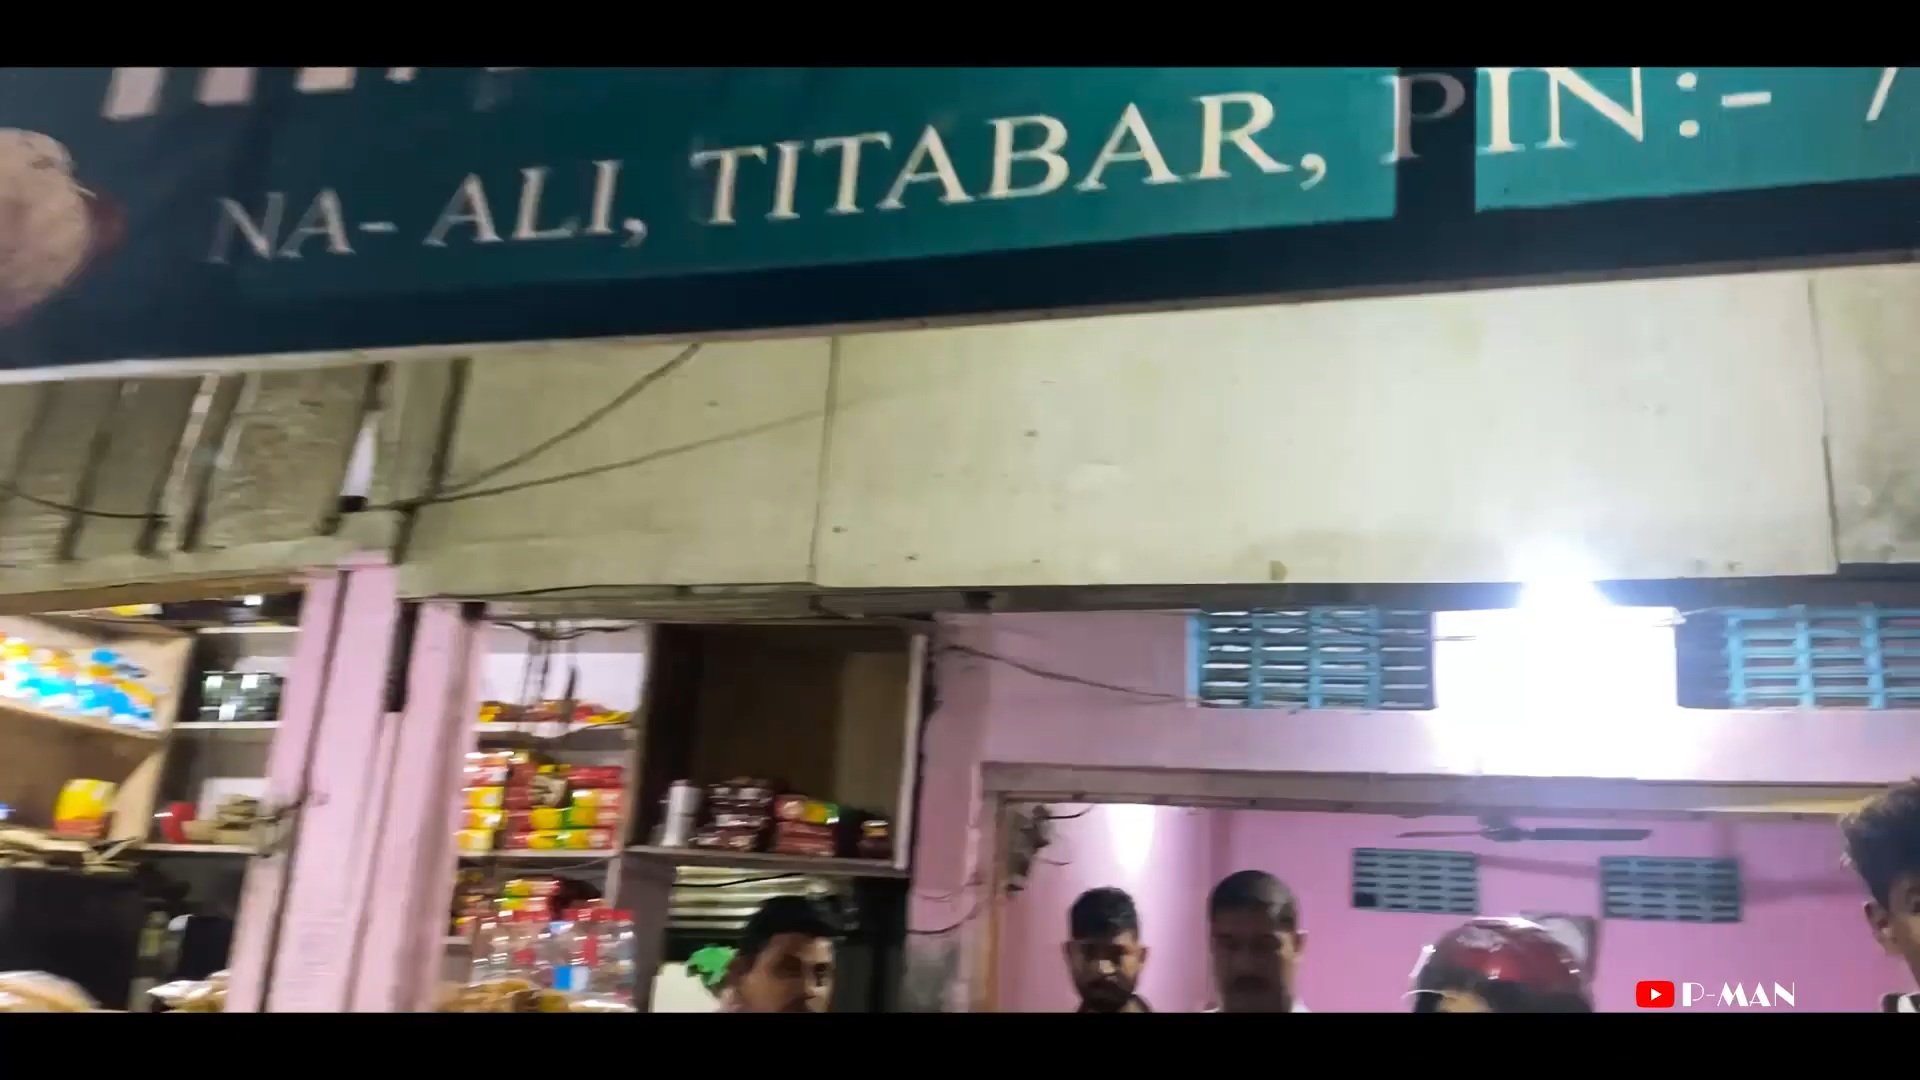 NA- ALI, TITABAR, PIN:-
P-MAN